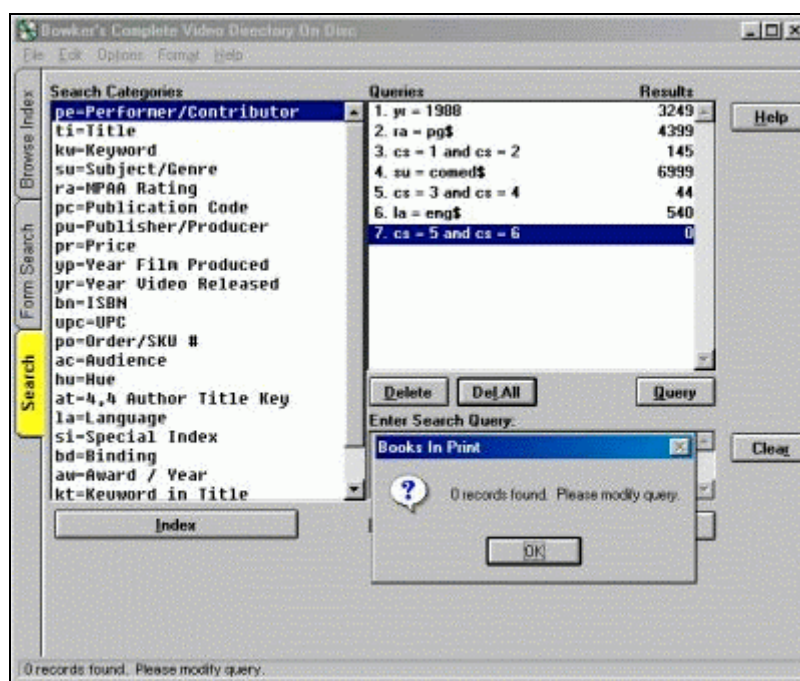 Bowker's Complete Video Directory On Disc
File Edit Options Format Help
Browse Index
Form Search
Search
Search Categories
pe=Performer/Contributor
ti=Title
kw=Keyword
su=Subject/Genre
ra=MPAA Rating
pc=Publication Code
pu=Publisher/Producer
pr=Price
yp=Year Film Produced
yr=Year Video Released
bn=ISBN
upc=UPC
po=Order/SKU #
ac=Audience
hu=Hue
at=4,4 Author Title Key
la=Language
si=Special Index
bd=Binding
aw=Award / Year
kt=Keyword in Title
Index
Queries Results
1. yr = 1988 3249
2. ra = pg$ 4399
3. cs = 1 and cs = 2 145
4. su = comed$ 6999
5. cs = 3 and cs = 4 44
6. la = eng$ 540
7. cs = 5 and cs = 6 0
Delete Del All Query
Enter Search Query:
Help
Clear
Books In Print
0 records found. Please modify query.
OK
0 records found. Please modify query.